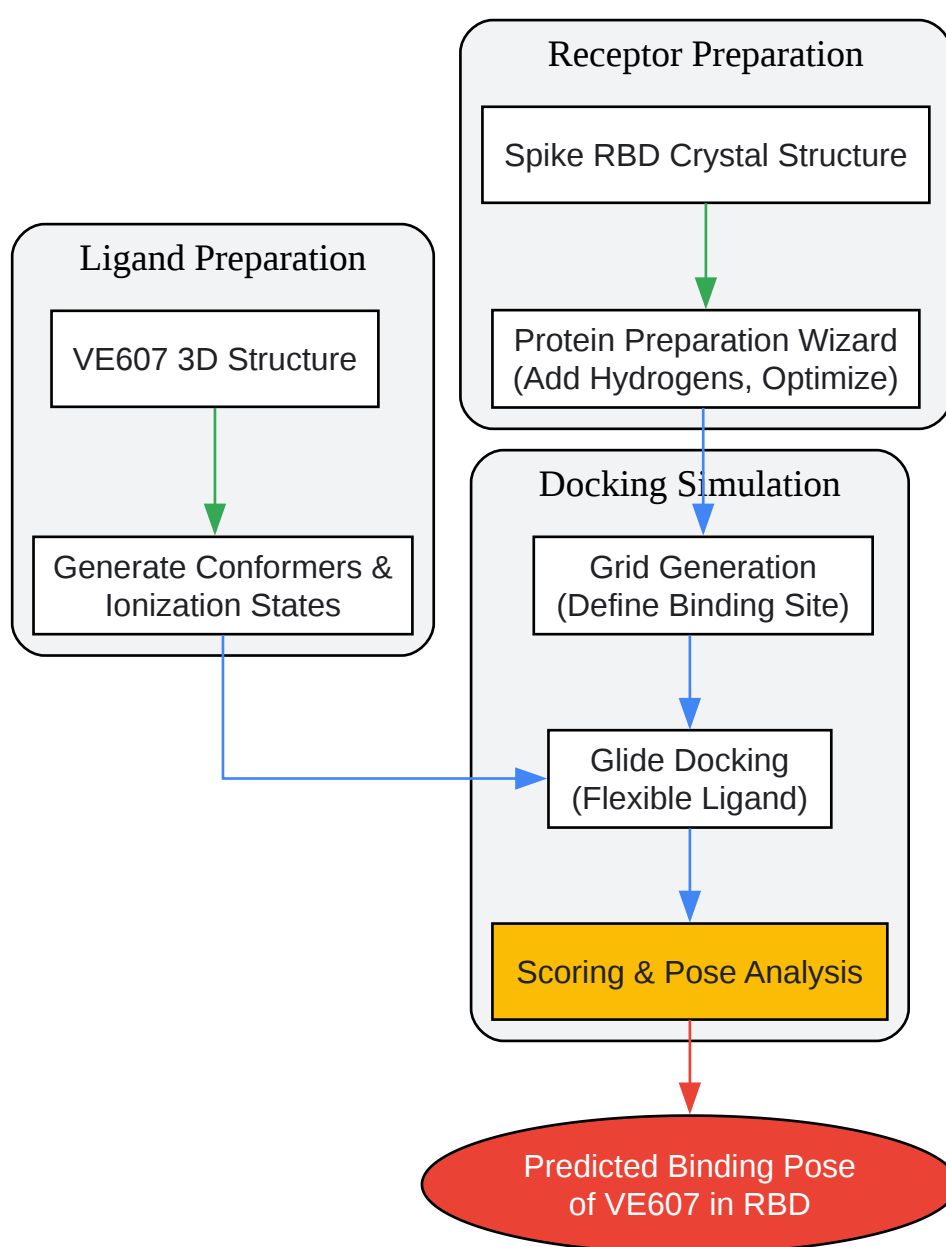 Receptor Preparation
Spike RBD Crystal Structure
Protein Preparation Wizard
(Add Hydrogens, Optimize)
Ligand Preparation
VE607 3D Structure
Generate Conformers &
Ionization States
Docking Simulation
Grid Generation
(Define Binding Site)
Glide Docking
(Flexible Ligand)
Scoring & Pose Analysis
Predicted Binding Pose
of VE607 in RBD